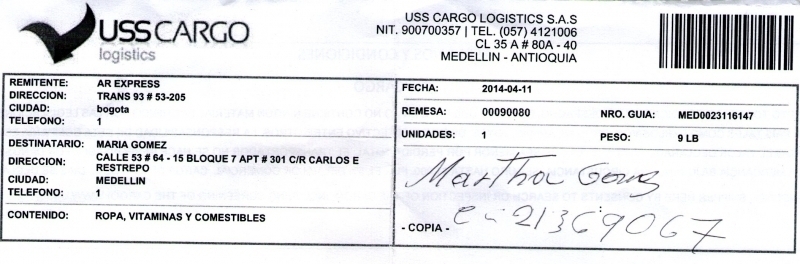 USSCARGO
logistics
USS CARGO LOGISTICS S.A.S
NIT. 900700357 | TEL. (057) 4121006
CL 35 A # 80A - 40
MEDELLIN - ANTIOQUIA
REMITENTE: AR EXPRESS
DIRECCION: TRANS 93 # 53-205
CIUDAD: bogota
TELEFONO: 1
DESTINATARIO: MARIA GOMEZ
DIRECCION: CALLE 53 # 64 - 15 BLOQUE 7 APT # 301 C/R CARLOS E
RESTREPO
CIUDAD: MEDELLIN
TELEFONO: 1
CONTENIDO: ROPA, VITAMINAS Y COMESTIBLES
FECHA: 2014-04-11
REMESA: 00090080 NRO. GUIA: MED0023116147
UNIDADES: 1 PESO: 9 LB
Martha
21369067
- COPIA -